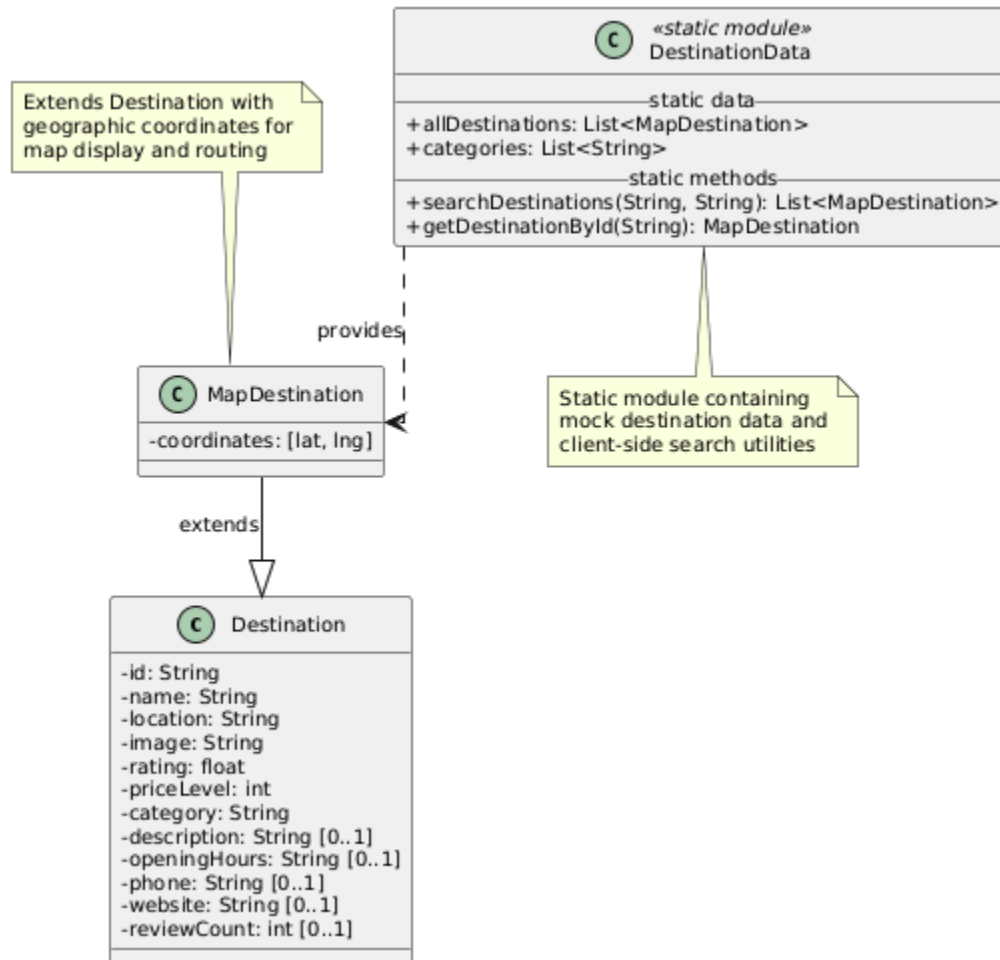 «static module»
C DestinationData
static data
+allDestinations: List<MapDestination>
+categories: List<String>
static methods
+searchDestinations(String, String): List<MapDestination>
+getDestinationById(String): MapDestination
Extends Destination with
geographic coordinates for
map display and routing
provides
C MapDestination
-coordinates: [lat, lng]
Static module containing
mock destination data and
client-side search utilities
extends
C Destination
-id: String
-name: String
-location: String
-image: String
-rating: float
-priceLevel: int
-category: String
-description: String [0..1]
-openingHours: String [0..1]
-phone: String [0..1]
-website: String [0..1]
-reviewCount: int [0..1]